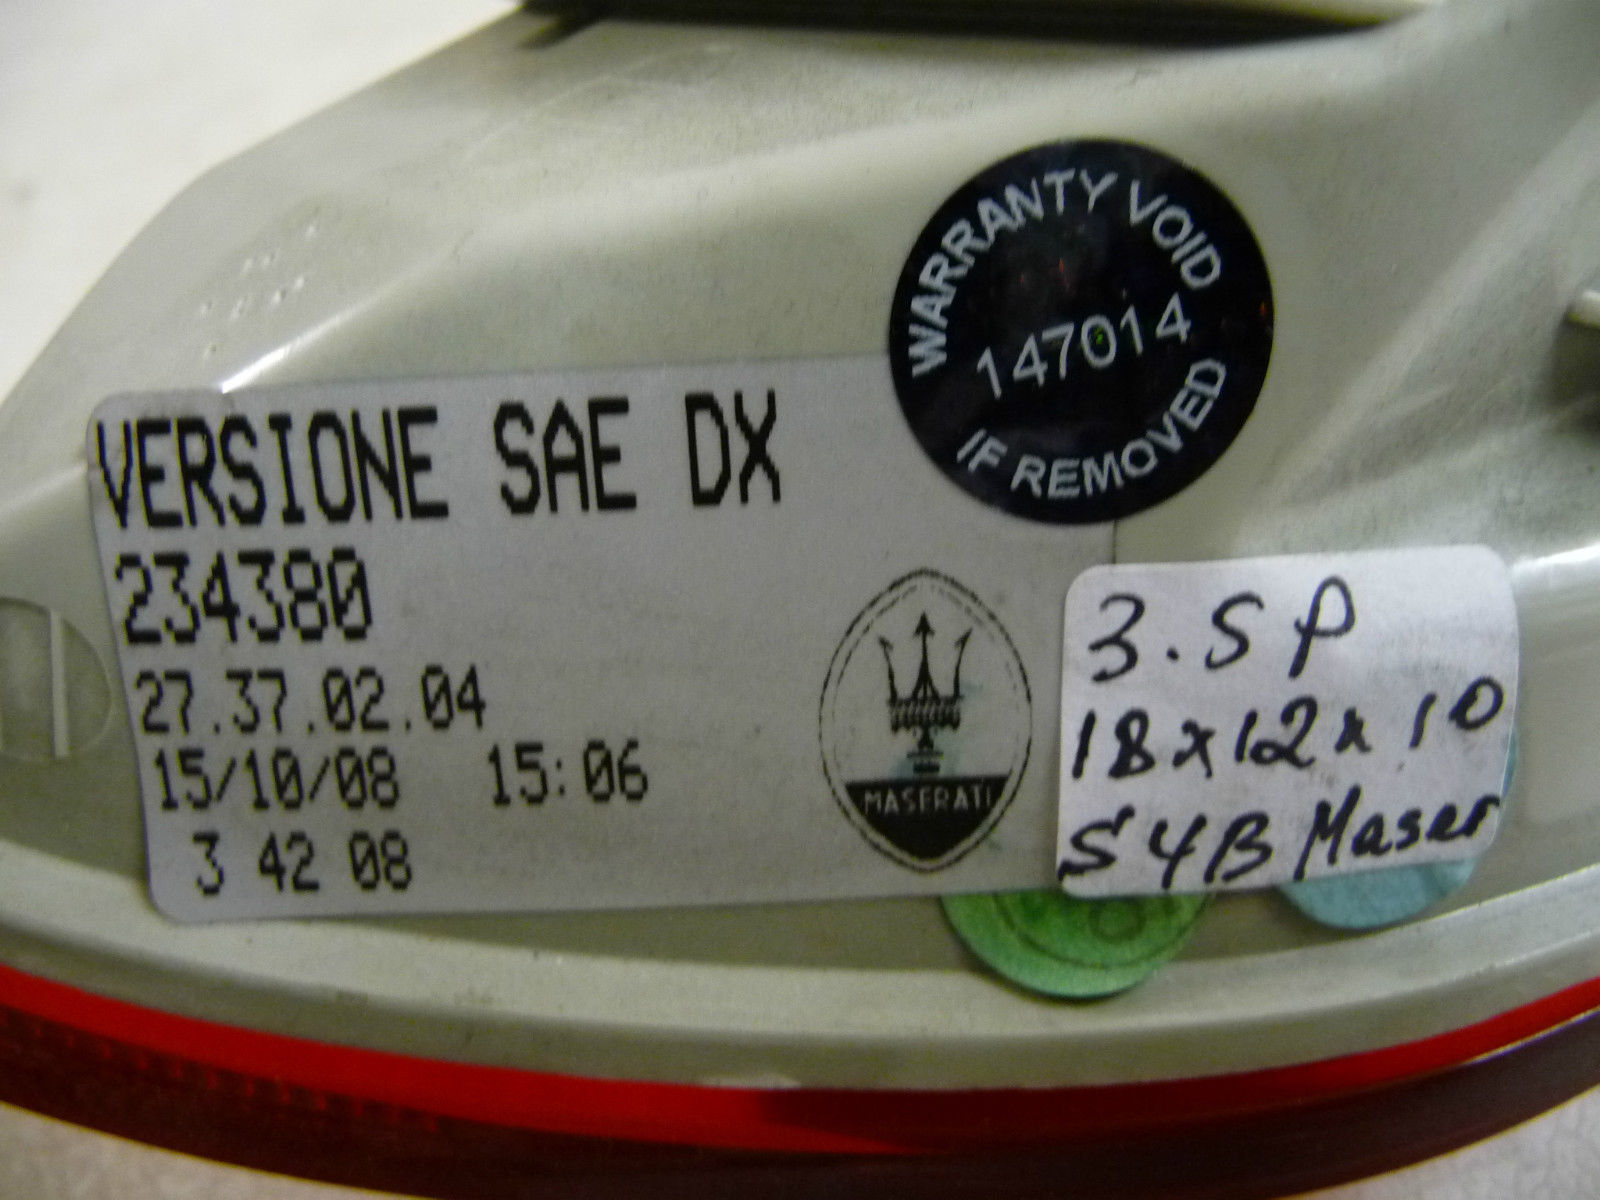 WARRANTY VOID
147014
IF REMOVED
VERSIONE SAE DX
234380
27.37.02.04
15/10/08 15:06
3 42 08
MASERATI
3.5 P
18x12x10
S4B Maser